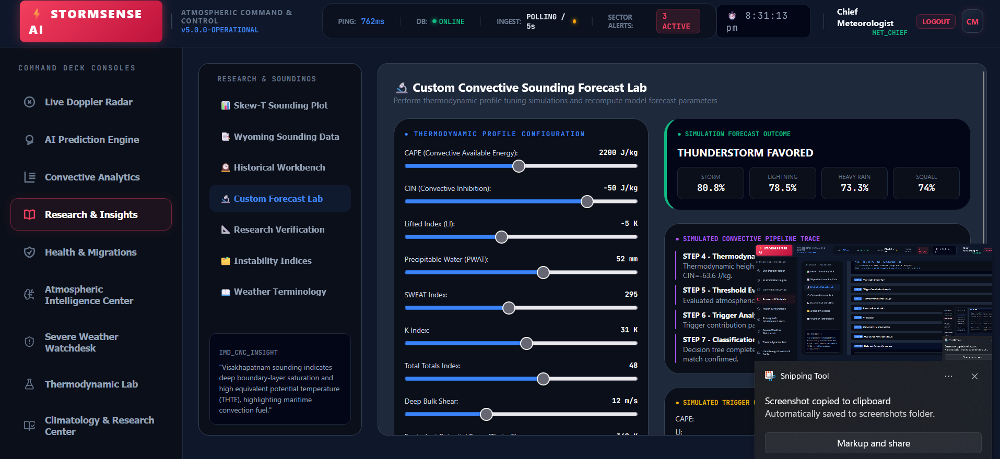 ⚡ STORMSENSE AI
ATMOSPHERIC COMMAND & CONTROL
v5.0.0-OPERATIONAL
PING: 762ms
DB: ONLINE
INGEST: POLLING / 5s
SECTOR ALERTS: 3 ACTIVE
8:31:13 pm
Chief Meteorologist
MET_CHIEF
LOGOUT
CM
COMMAND DECK CONSOLES
Live Doppler Radar
AI Prediction Engine
Convective Analytics
Research & Insights
Health & Migrations
Atmospheric Intelligence Center
Severe Weather Watchdesk
Thermodynamic Lab
Climatology & Research Center
RESEARCH & SOUNDINGS
Skew-T Sounding Plot
Wyoming Sounding Data
Historical Workbench
Custom Forecast Lab
Research Verification
Instability Indices
Weather Terminology
IMD_CWC_INSIGHT
"Visakhapatnam sounding indicates
deep boundary-layer saturation and
high equivalent potential temperature
(THTE), highlighting maritime
convection fuel."
Custom Convective Sounding Forecast Lab
Perform thermodynamic profile tuning simulations and recompute model forecast parameters
THERMODYNAMIC PROFILE CONFIGURATION
CAPE (Convective Available Energy): 2200 J/kg
CIN (Convective Inhibition): -50 J/kg
Lifted Index (LI): -5 K
Precipitable Water (PWAT): 52 mm
SWEAT Index: 295
K Index: 31 K
Total Totals Index: 48
Deep Bulk Shear: 12 m/s
SIMULATION FORECAST OUTCOME
THUNDERSTORM FAVORED
STORM 80.8%
LIGHTNING 78.5%
HEAVY RAIN 73.3%
SQUALL 74%
SIMULATED CONVECTIVE PIPELINE TRACE
STEP 4 - Thermodyna
Thermodynamic heigh
CIN=-63.6 J/kg.
STEP 5 - Threshold Ev
Evaluated atmospheric
STEP 6 - Trigger Anal
Trigger contribution pa
STEP 7 - Classification
Decision tree complete
match confirmed.
SIMULATED TRIGGER
CAPE:
LI:
Snipping Tool
Screenshot copied to clipboard
Automatically saved to screenshots folder.
Markup and share